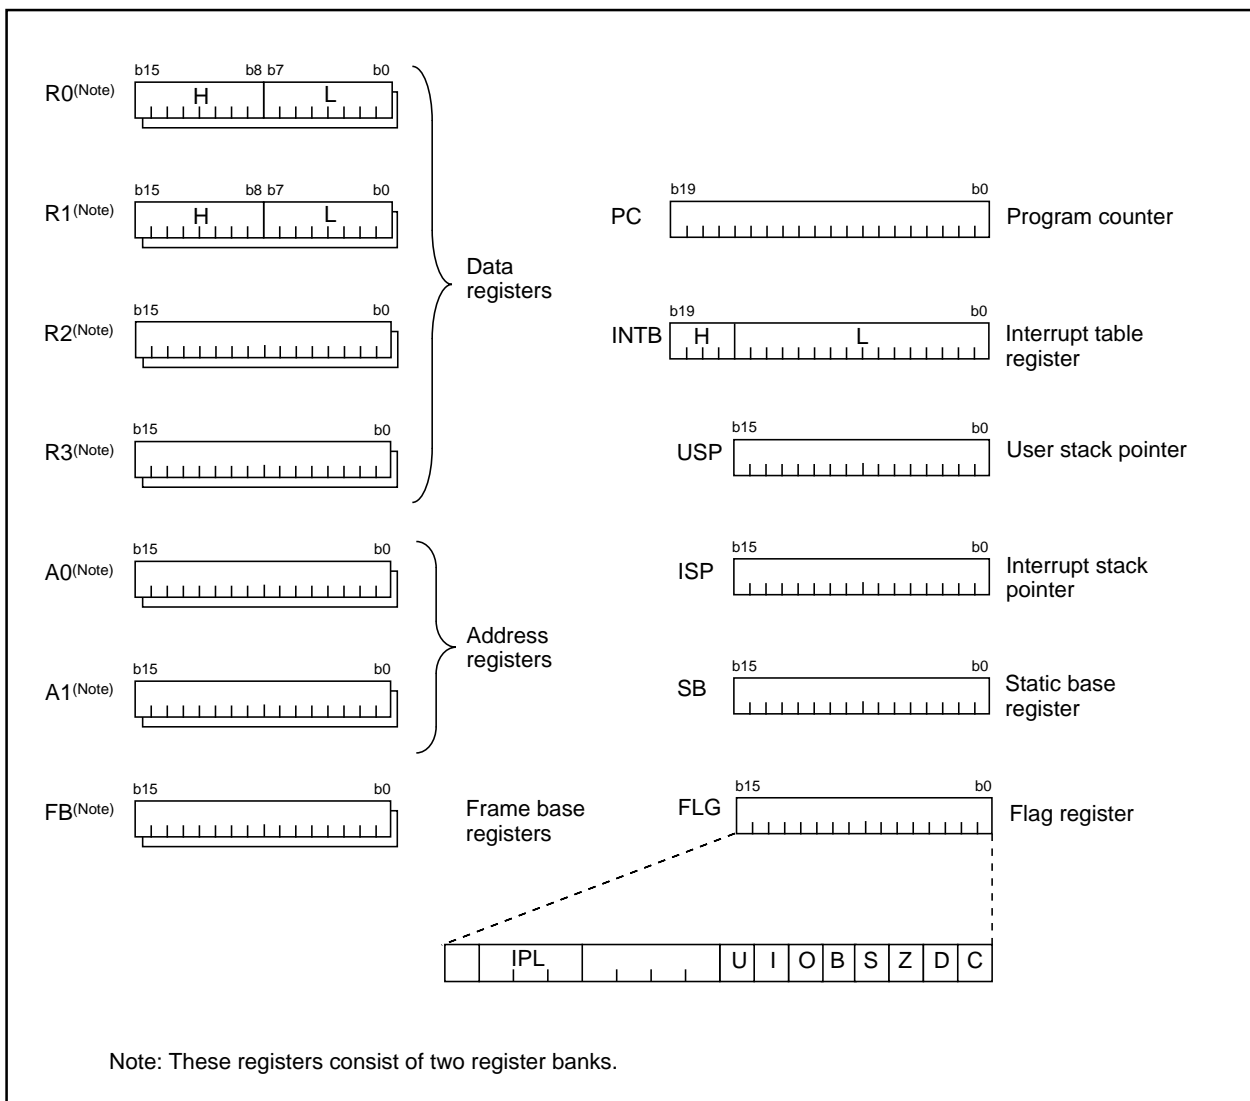 b15 b8 b7 b0
R0(Note) H L
b15 b8 b7 b0
R1(Note) H L
b15 b0
R2(Note)
b15 b0
R3(Note)
Data
registers
b15 b0
A0(Note)
b15 b0
A1(Note)
Address
registers
b15 b0
FB(Note)
Frame base
registers
b19 b0
PC Program counter
b19 b0
INTB H L Interrupt table
register
b15 b0
USP User stack pointer
b15 b0
ISP Interrupt stack
pointer
b15 b0
SB Static base
register
b15 b0
FLG Flag register
IPL U I O B S Z D C
Note: These registers consist of two register banks.